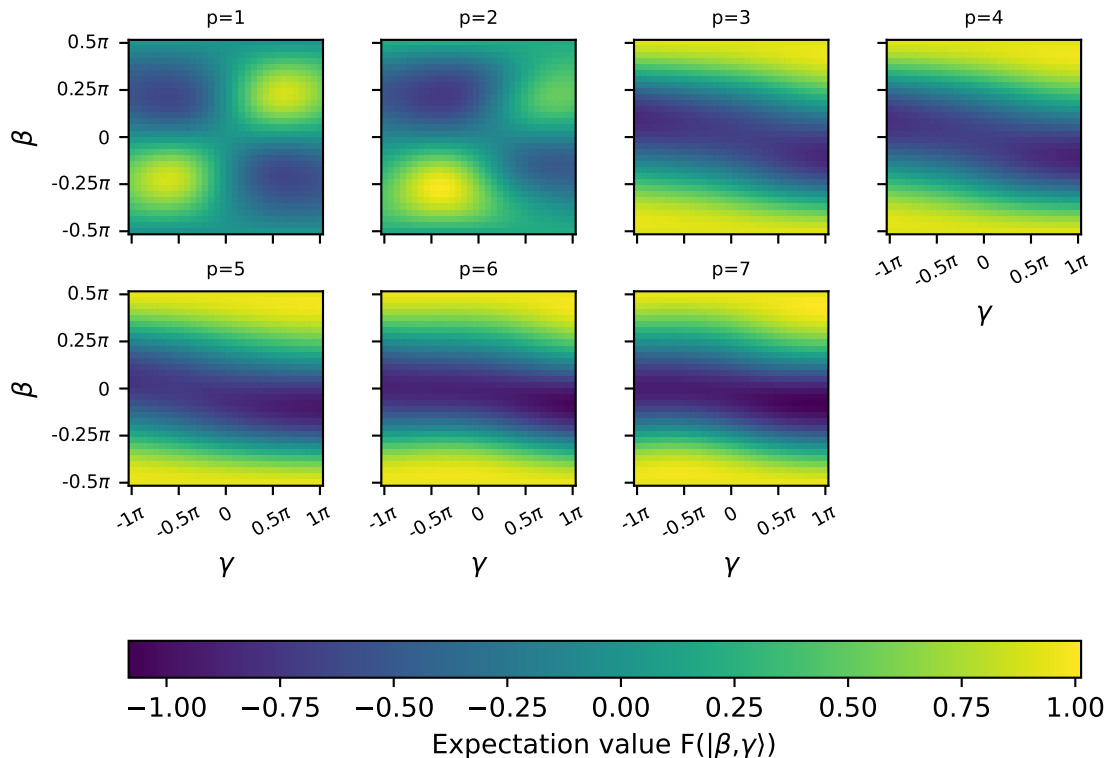 p=1 p=2 p=3 p=4
0.5π
0.25π
0
-0.25π
-0.5π
β
-1π -0.5π 0 0.5π 1π
γ
p=5 p=6 p=7
0.5π
0.25π
0
-0.25π
-0.5π
β
-1π -0.5π 0 0.5π 1π -1π -0.5π 0 0.5π 1π -1π -0.5π 0 0.5π 1π
γ γ γ
−1.00 −0.75 −0.50 −0.25 0.00 0.25 0.50 0.75 1.00
Expectation value F(|β,γ⟩)